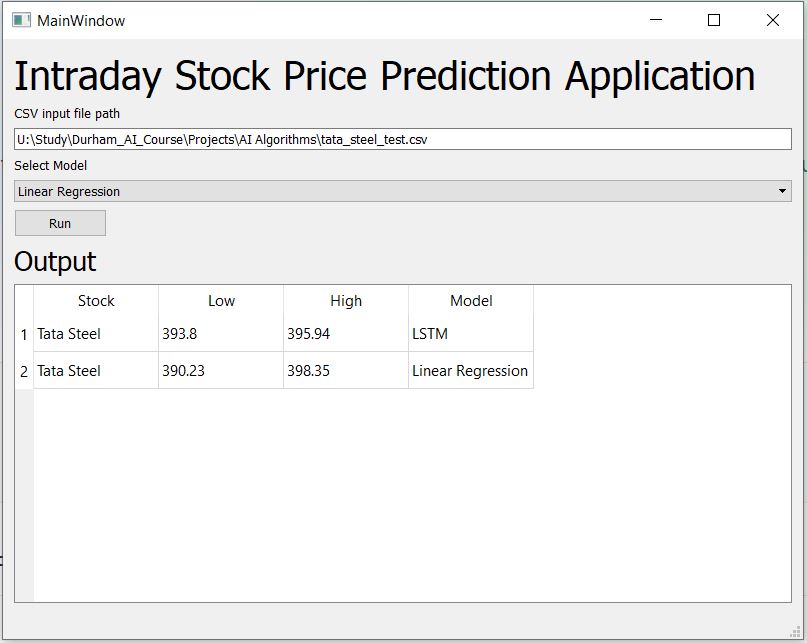 MainWindow
Intraday Stock Price Prediction Application
CSV input file path
U:\Study\Durham_AI_Course\Projects\AI Algorithms\tata_steel_test.csv
Select Model
Linear Regression
Run
Output
Stock Low High Model
1 Tata Steel 393.8 395.94 LSTM
2 Tata Steel 390.23 398.35 Linear Regression